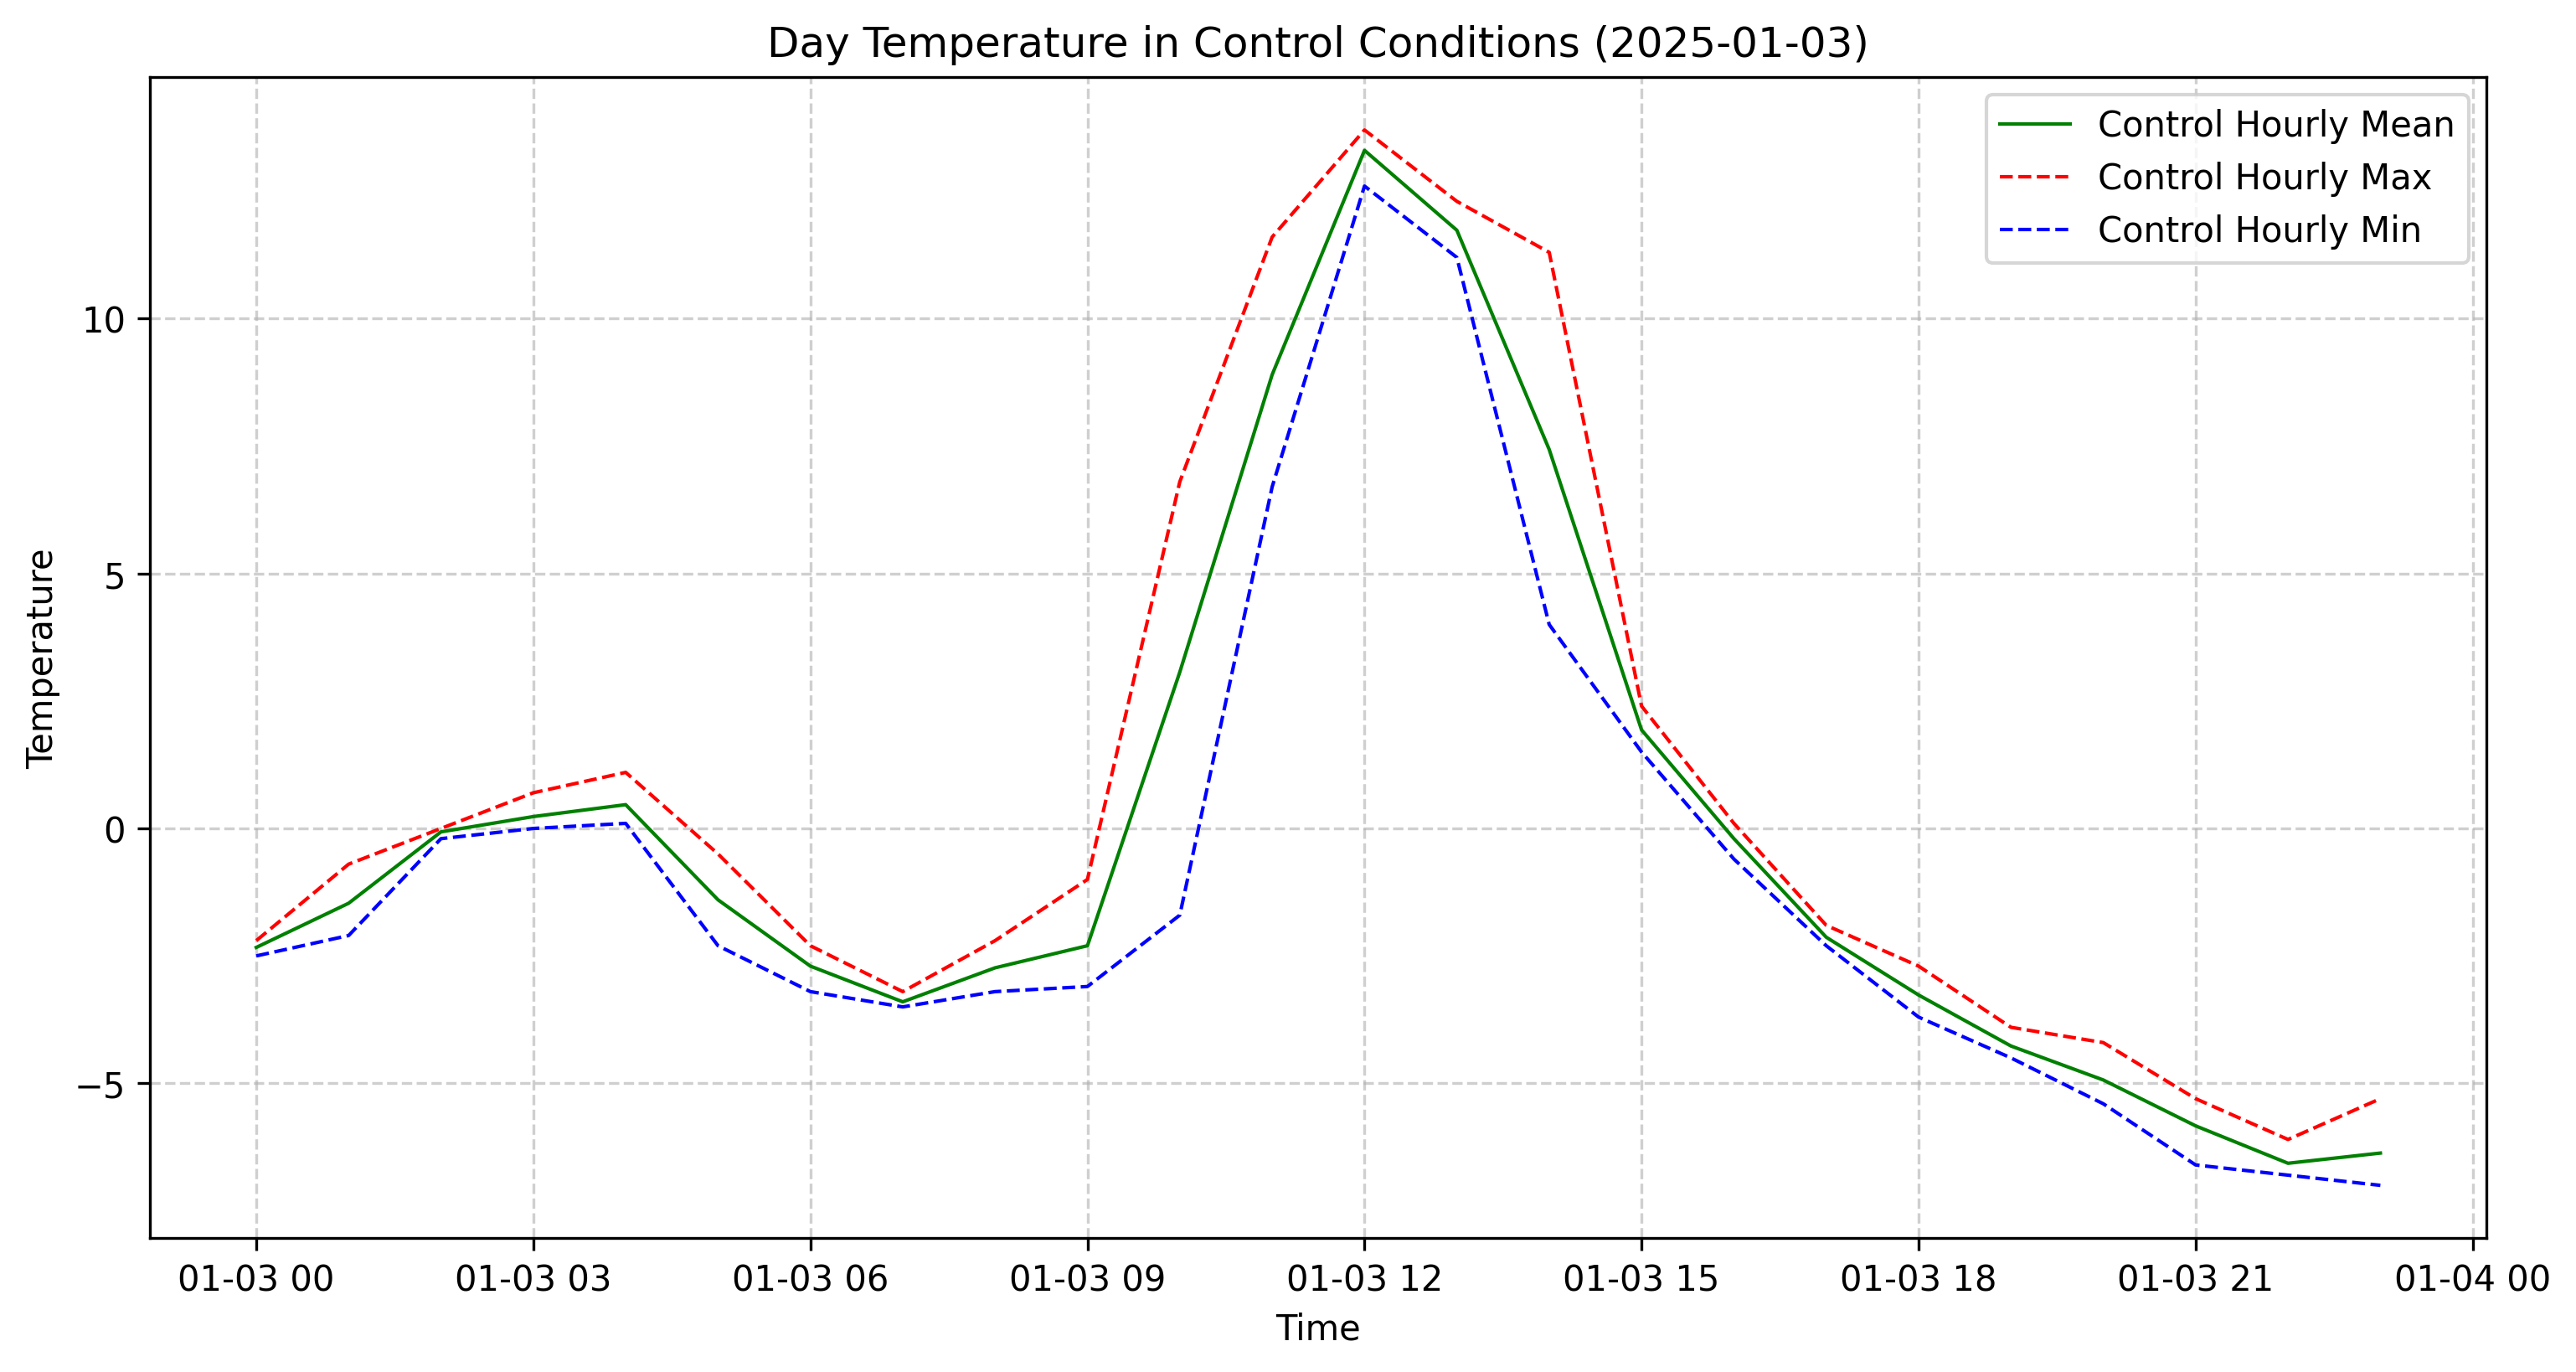 Day Temperature in Control Conditions (2025-01-03)
Control Hourly Mean
Control Hourly Max
Control Hourly Min
10
5
0
−5
Temperature
01-03 00
01-03 03
01-03 06
01-03 09
01-03 12
01-03 15
01-03 18
01-03 21
01-04 00
Time